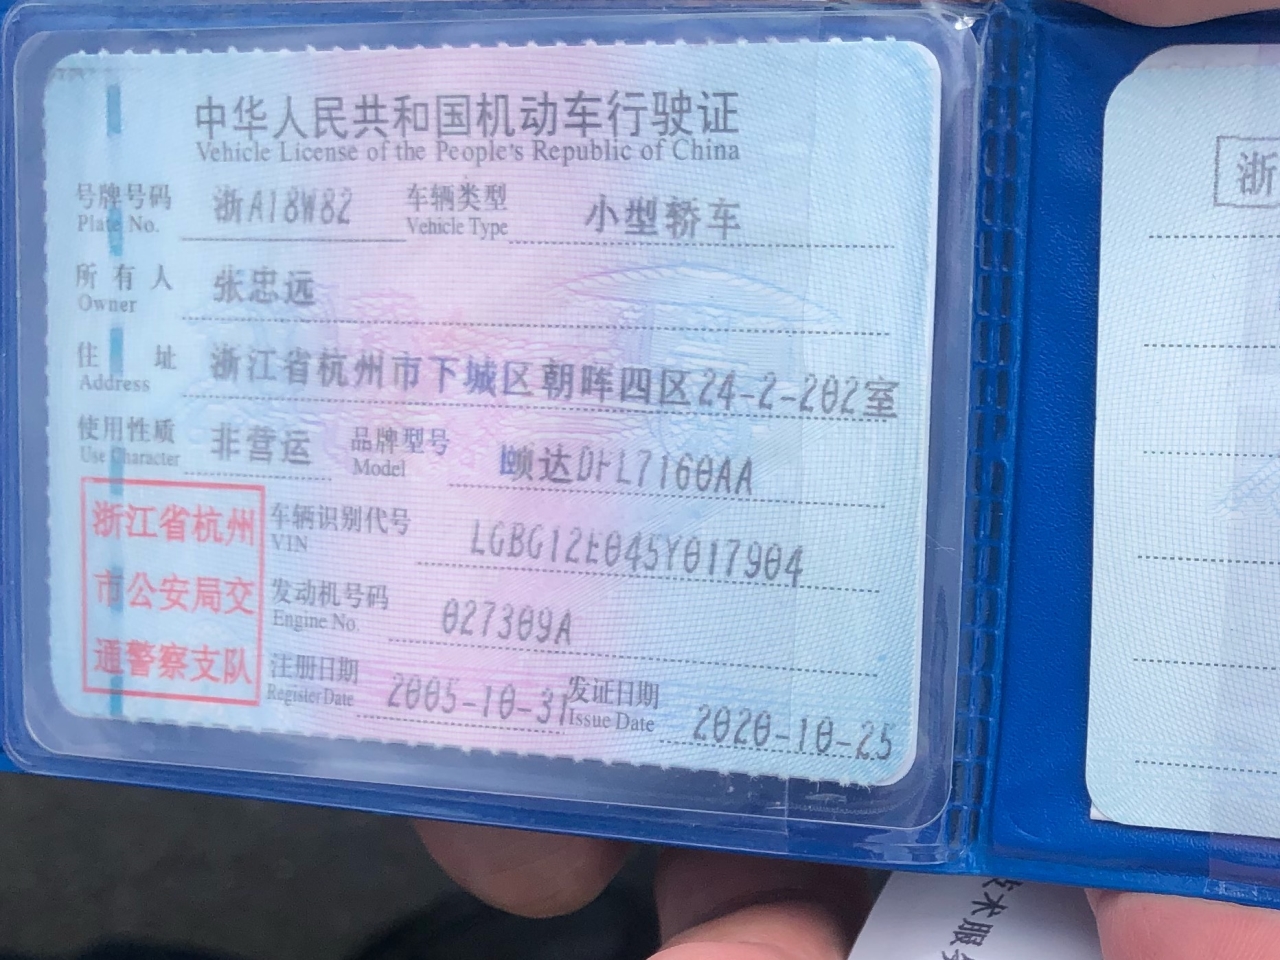 中华人民共和国机动车行驶证
Vehicle License of the People's Republic of China
号牌号码 浙A18W82 车辆类型 小型轿车
Plate No. Vehicle Type
所有人 张忠远
Owner
住址 浙江省杭州市下城区朝晖四区24-2-202室
Address
使用性质 非营运 品牌型号 颐达DFL7160AA
Use Character Model
浙江省杭州
市公安局交
通警察支队
车辆识别代号 LGBG12E045Y017904
VIN
发动机号码 027309A
Engine No.
注册日期 2005-10-31 发证日期 2020-10-25
Register Date Issue Date
浙
技术服务